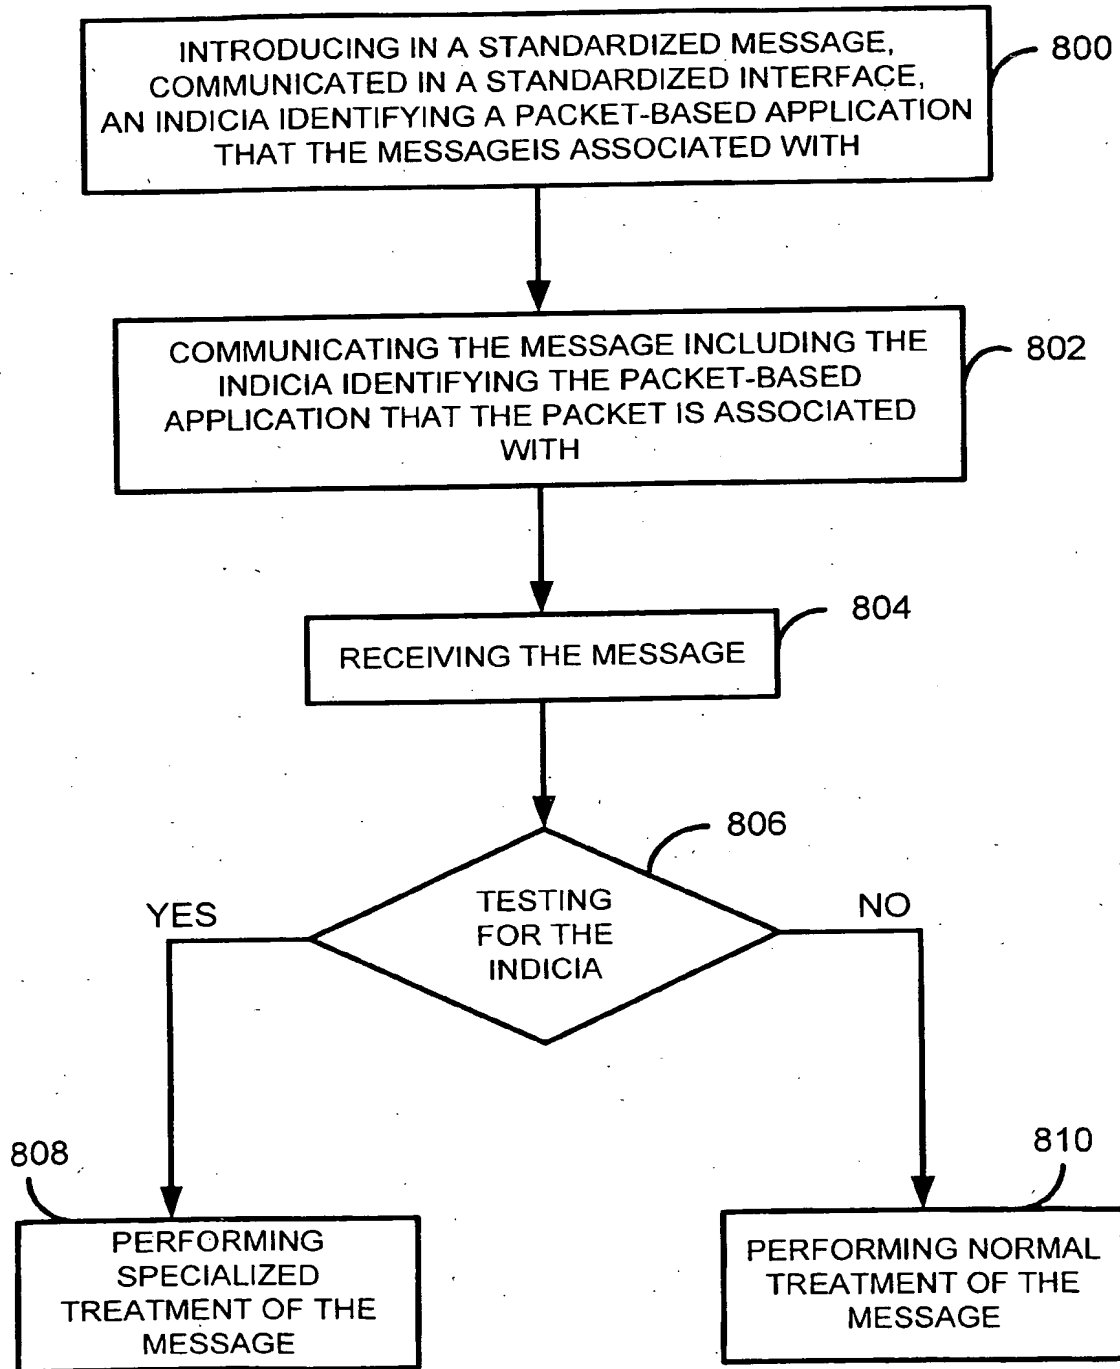 INTRODUCING IN A STANDARDIZED MESSAGE,
COMMUNICATED IN A STANDARDIZED INTERFACE,
AN INDICIA IDENTIFYING A PACKET-BASED APPLICATION
THAT THE MESSAGEIS ASSOCIATED WITH
800
COMMUNICATING THE MESSAGE INCLUDING THE
INDICIA IDENTIFYING THE PACKET-BASED
APPLICATION THAT THE PACKET IS ASSOCIATED
WITH
802
RECEIVING THE MESSAGE
804
806
TESTING
FOR THE
INDICIA
YES
NO
808
PERFORMING
SPECIALIZED
TREATMENT OF THE
MESSAGE
810
PERFORMING NORMAL
TREATMENT OF THE
MESSAGE